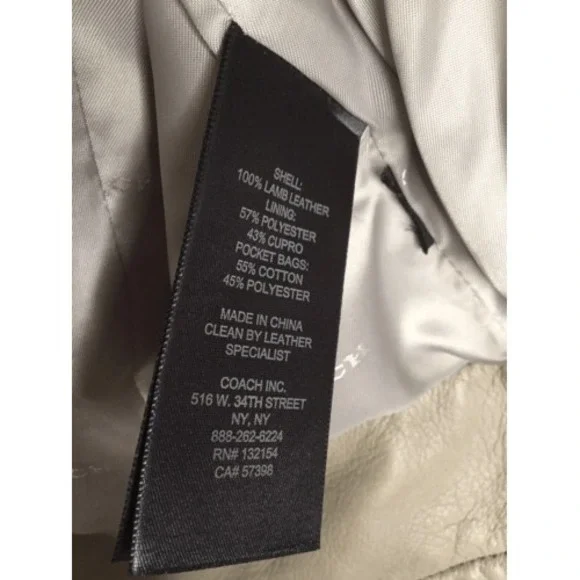 SHELL:
100% LAMB LEATHER
LINING:
57% POLYESTER
43% CUPRO
POCKET BAGS:
55% COTTON
45% POLYESTER
MADE IN CHINA
CLEAN BY LEATHER
SPECIALIST
COACH INC.
516 W. 34TH STREET
NY, NY
888-262-6224
RN# 132154
CA# 57398